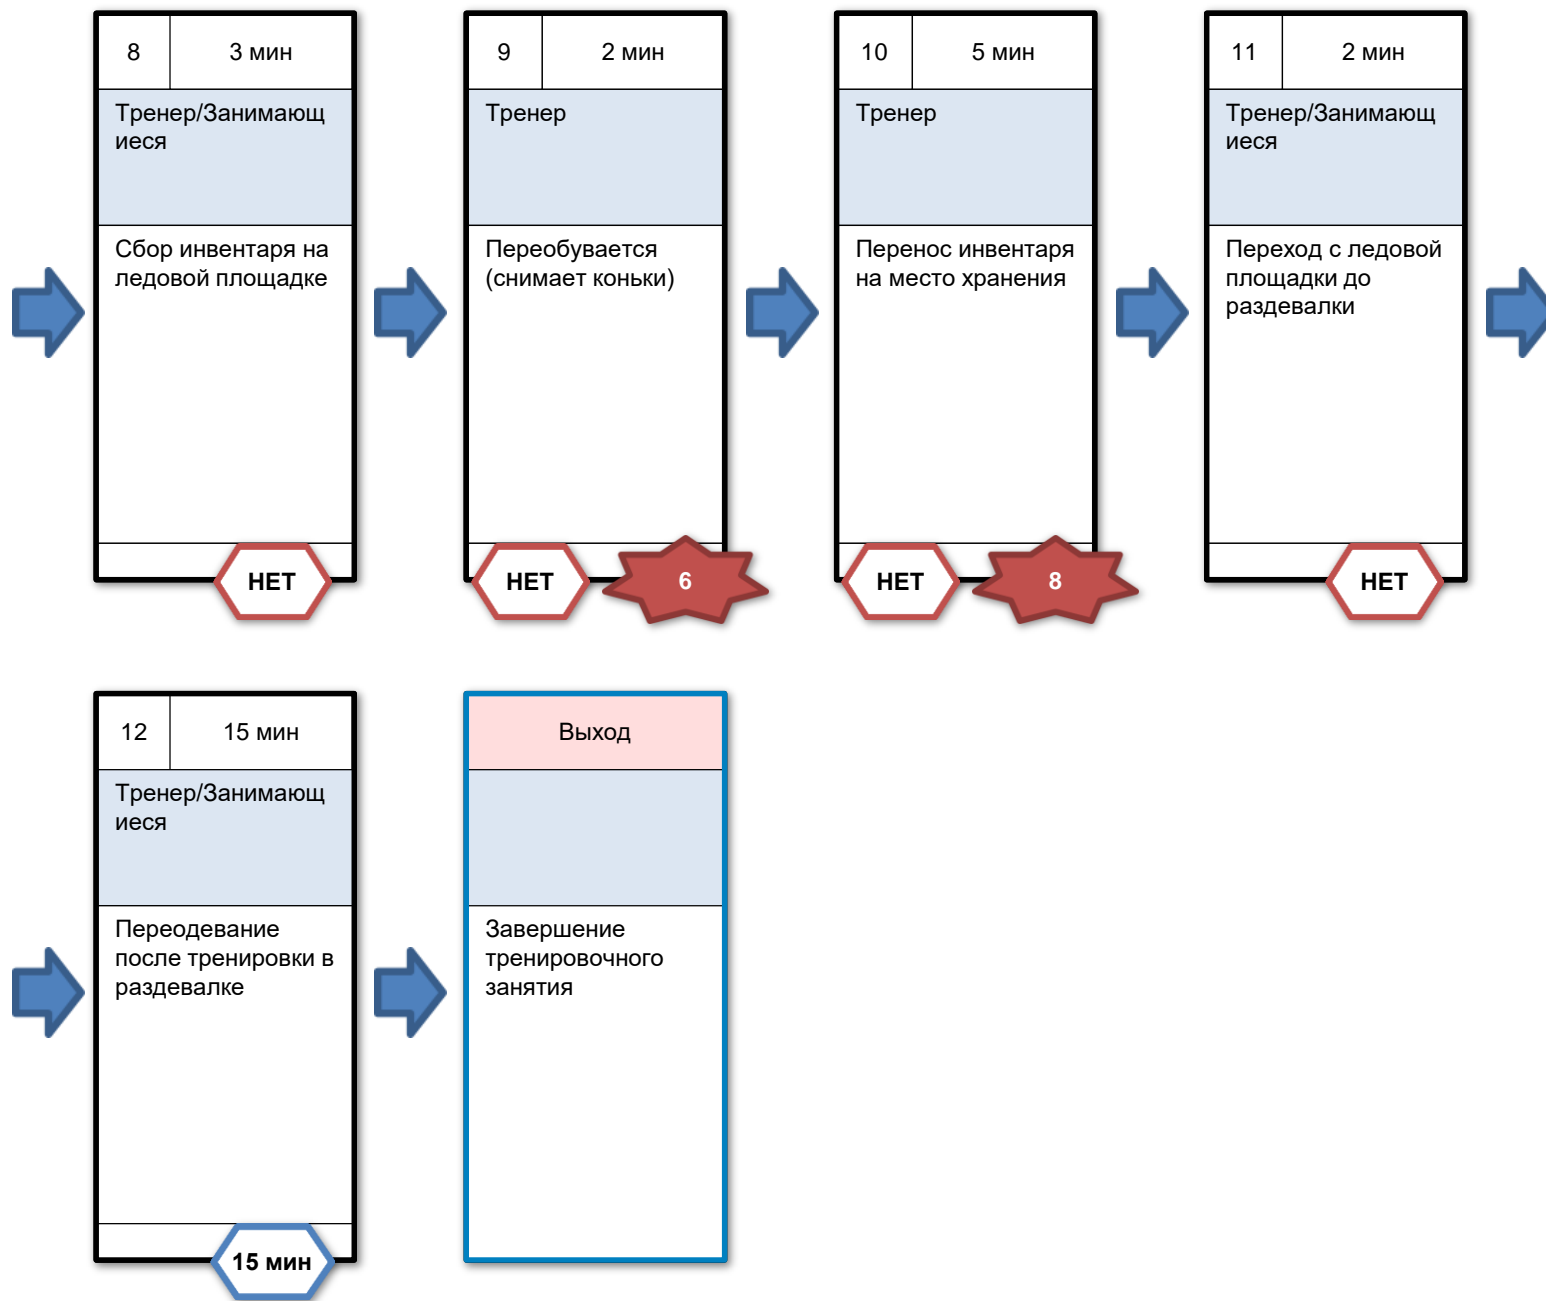 8
3 мин
Тренер/Занимающ
иеся
Сбор инвентаря на
ледовой площадке
НЕТ
9
2 мин
Тренер
Переобувается
(снимает коньки)
НЕТ
6
10
5 мин
Тренер
Перенос инвентаря
на место хранения
НЕТ
8
11
2 мин
Тренер/Занимающ
иеся
Переход с ледовой
площадки до
раздевалки
НЕТ
12
15 мин
Тренер/Занимающ
иеся
Переодевание
после тренировки в
раздевалке
15 мин
Выход
Завершение
тренировочного
занятия